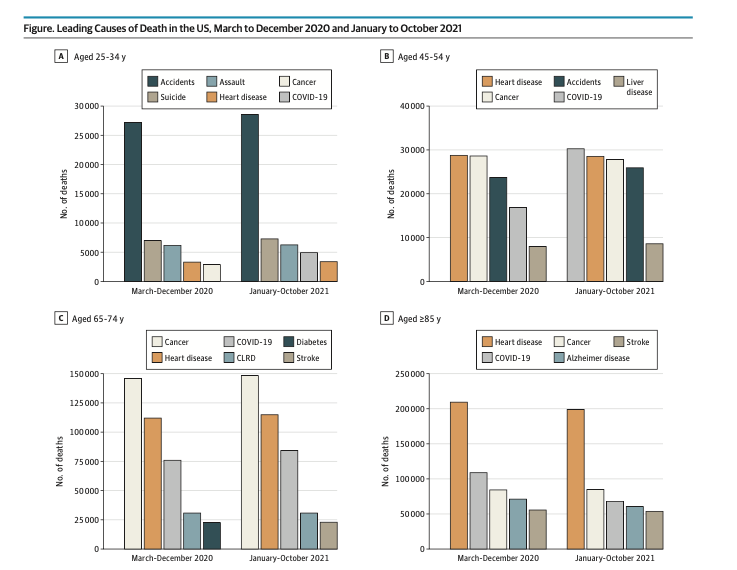 Figure. Leading Causes of Death in the US, March to December 2020 and January to October 2021
A Aged 25-34 y
Accidents Assault Cancer
Suicide Heart disease COVID-19
30000
25000
20000
15000
10000
5000
0
No. of deaths
March-December 2020 January-October 2021
B Aged 45-54 y
Heart disease Accidents Liver disease
Cancer COVID-19
40000
30000
20000
10000
0
No. of deaths
March-December 2020 January-October 2021
C Aged 65-74 y
Cancer COVID-19 Diabetes
Heart disease CLRD Stroke
150000
125000
100000
75000
50000
25000
0
No. of deaths
March-December 2020 January-October 2021
D Aged ≥85 y
Heart disease Cancer Stroke
COVID-19 Alzheimer disease
250000
200000
150000
100000
50000
0
No. of deaths
March-December 2020 January-October 2021